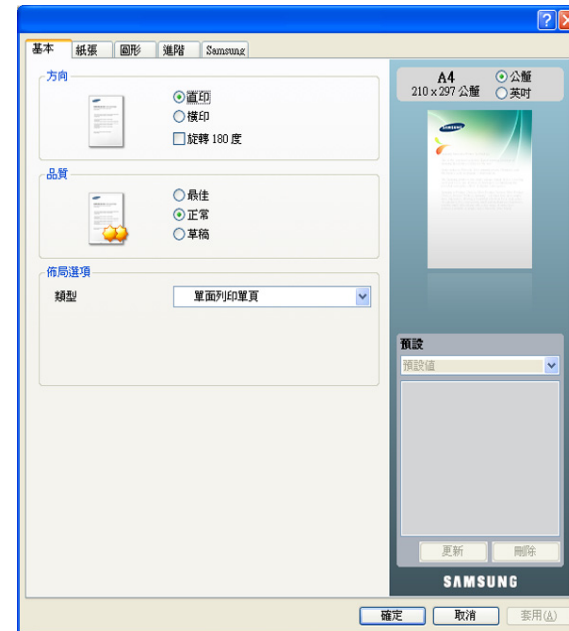 基本 紙張 圖形 進階 Samsung
方向
直印
橫印
旋轉 180 度
品質
最佳
正常
草稿
佈局選項
類型 單面列印單頁
A4
210 x 297 公釐
公釐
英吋
SAMSUNG
預設
預設值
更新 刪除
SAMSUNG
確定 取消 套用(A)